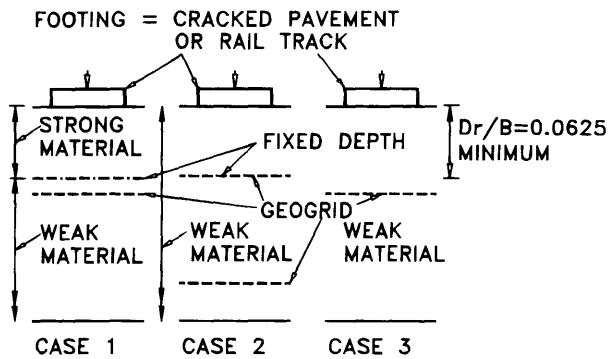 FOOTING = CRACKED PAVEMENT
OR RAIL TRACK
STRONG
MATERIAL
FIXED DEPTH
Dr/B=0.0625
MINIMUM
GEOGRID
WEAK
MATERIAL
WEAK
MATERIAL
WEAK
MATERIAL
CASE 1
CASE 2
CASE 3